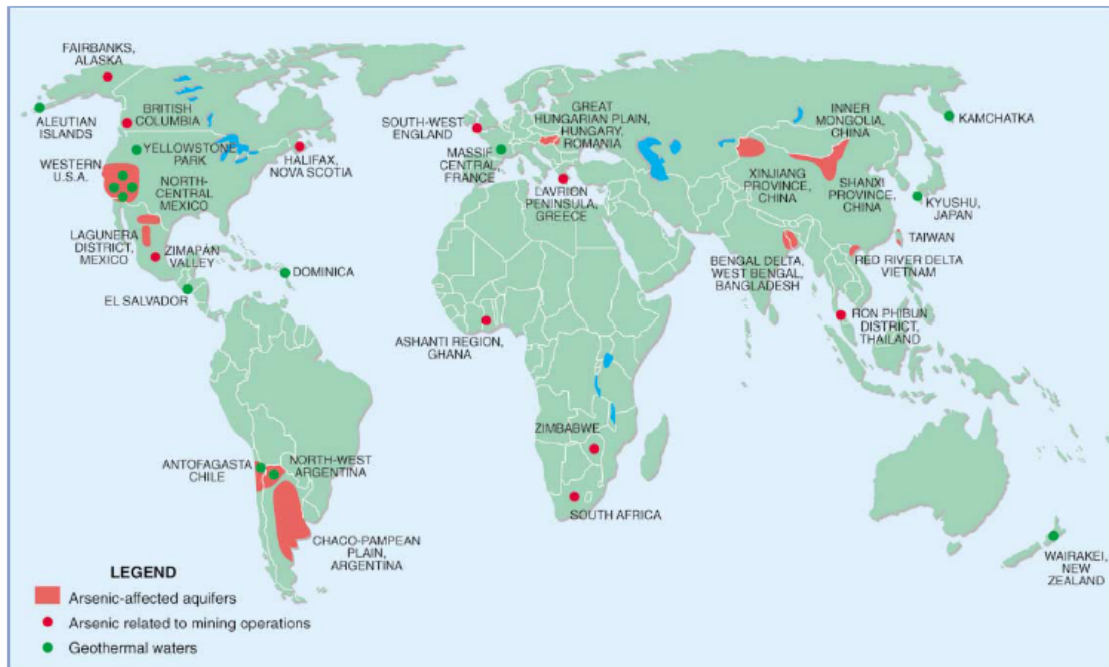 FAIRBANKS,
ALASKA
ALEUTIAN
ISLANDS
BRITISH
COLUMBIA
YELLOWSTONE
PARK
HALIFAX,
NOVA SCOTIA
WESTERN
U.S.A.
NORTH-
CENTRAL
MEXICO
LAGUNERA
DISTRICT,
MEXICO
ZIMAPAN
VALLEY
DOMINICA
EL SALVADOR
SOUTH-WEST
ENGLAND
GREAT
HUNGARIAN PLAIN,
HUNGARY,
ROMANIA
MASSIF
CENTRAL,
FRANCE
LAVRION
PENINSULA,
GREECE
INNER
MONGOLIA,
CHINA
KAMCHATKA
XINJIANG
PROVINCE,
CHINA
SHANXI
PROVINCE,
CHINA
KYUSHU,
JAPAN
TAIWAN
BENGAL DELTA,
WEST BENGAL,
BANGLADESH
RED RIVER DELTA
VIETNAM
RON PHIBUN
DISTRICT,
THAILAND
ASHANTI REGION,
GHANA
ZIMBABWE
SOUTH AFRICA
ANTOFAGASTA
CHILE
NORTH-WEST
ARGENTINA
CHACO-PAMPEAN
PLAIN,
ARGENTINA
WAIRAKEI,
NEW
ZEALAND
LEGEND
Arsenic-affected aquifers
Arsenic related to mining operations
Geothermal waters